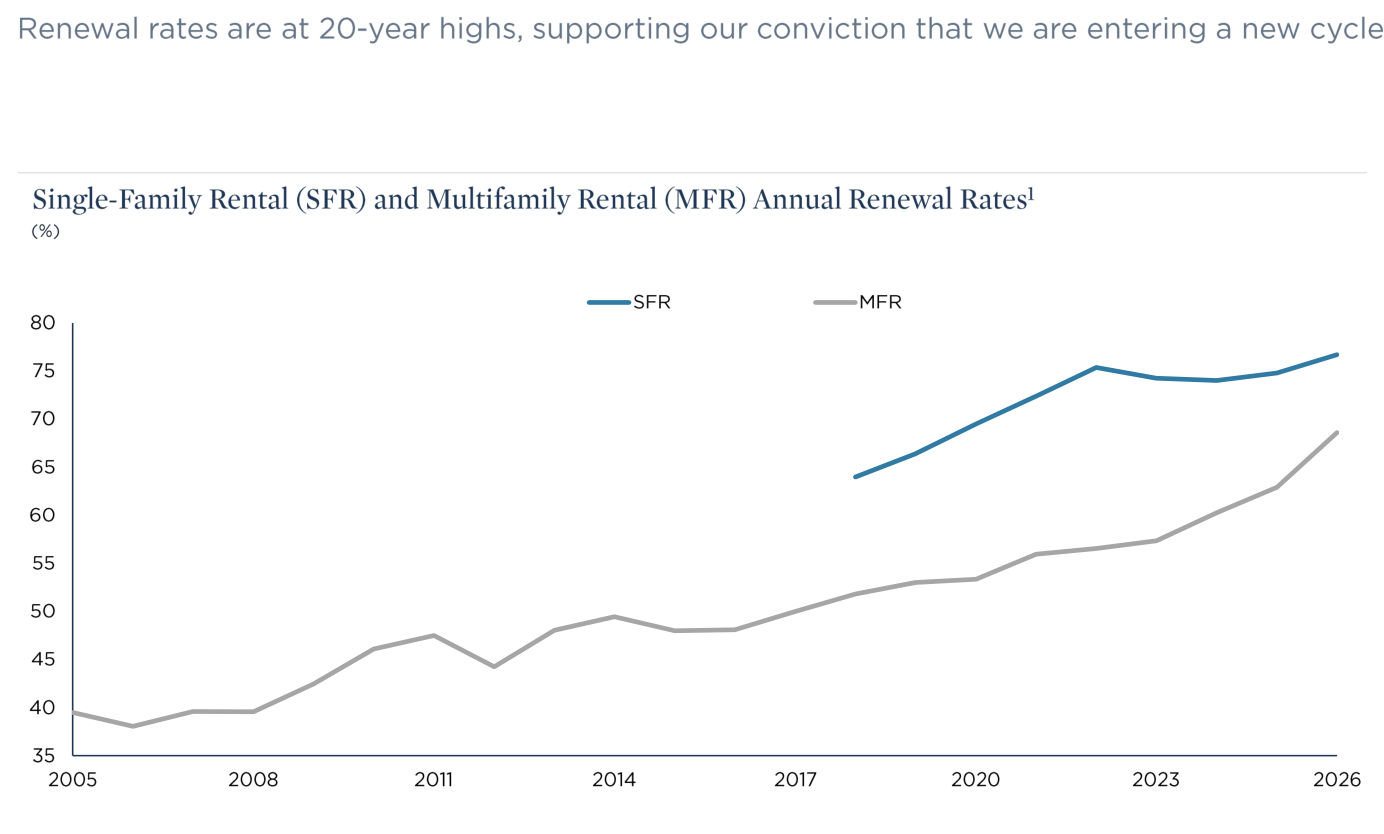 Renewal rates are at 20-year highs, supporting our conviction that we are entering a new cycle
Single-Family Rental (SFR) and Multifamily Rental (MFR) Annual Renewal Rates¹
(%)
SFR MFR
80
75
70
65
60
55
50
45
40
35
2005 2008 2011 2014 2017 2020 2023 2026